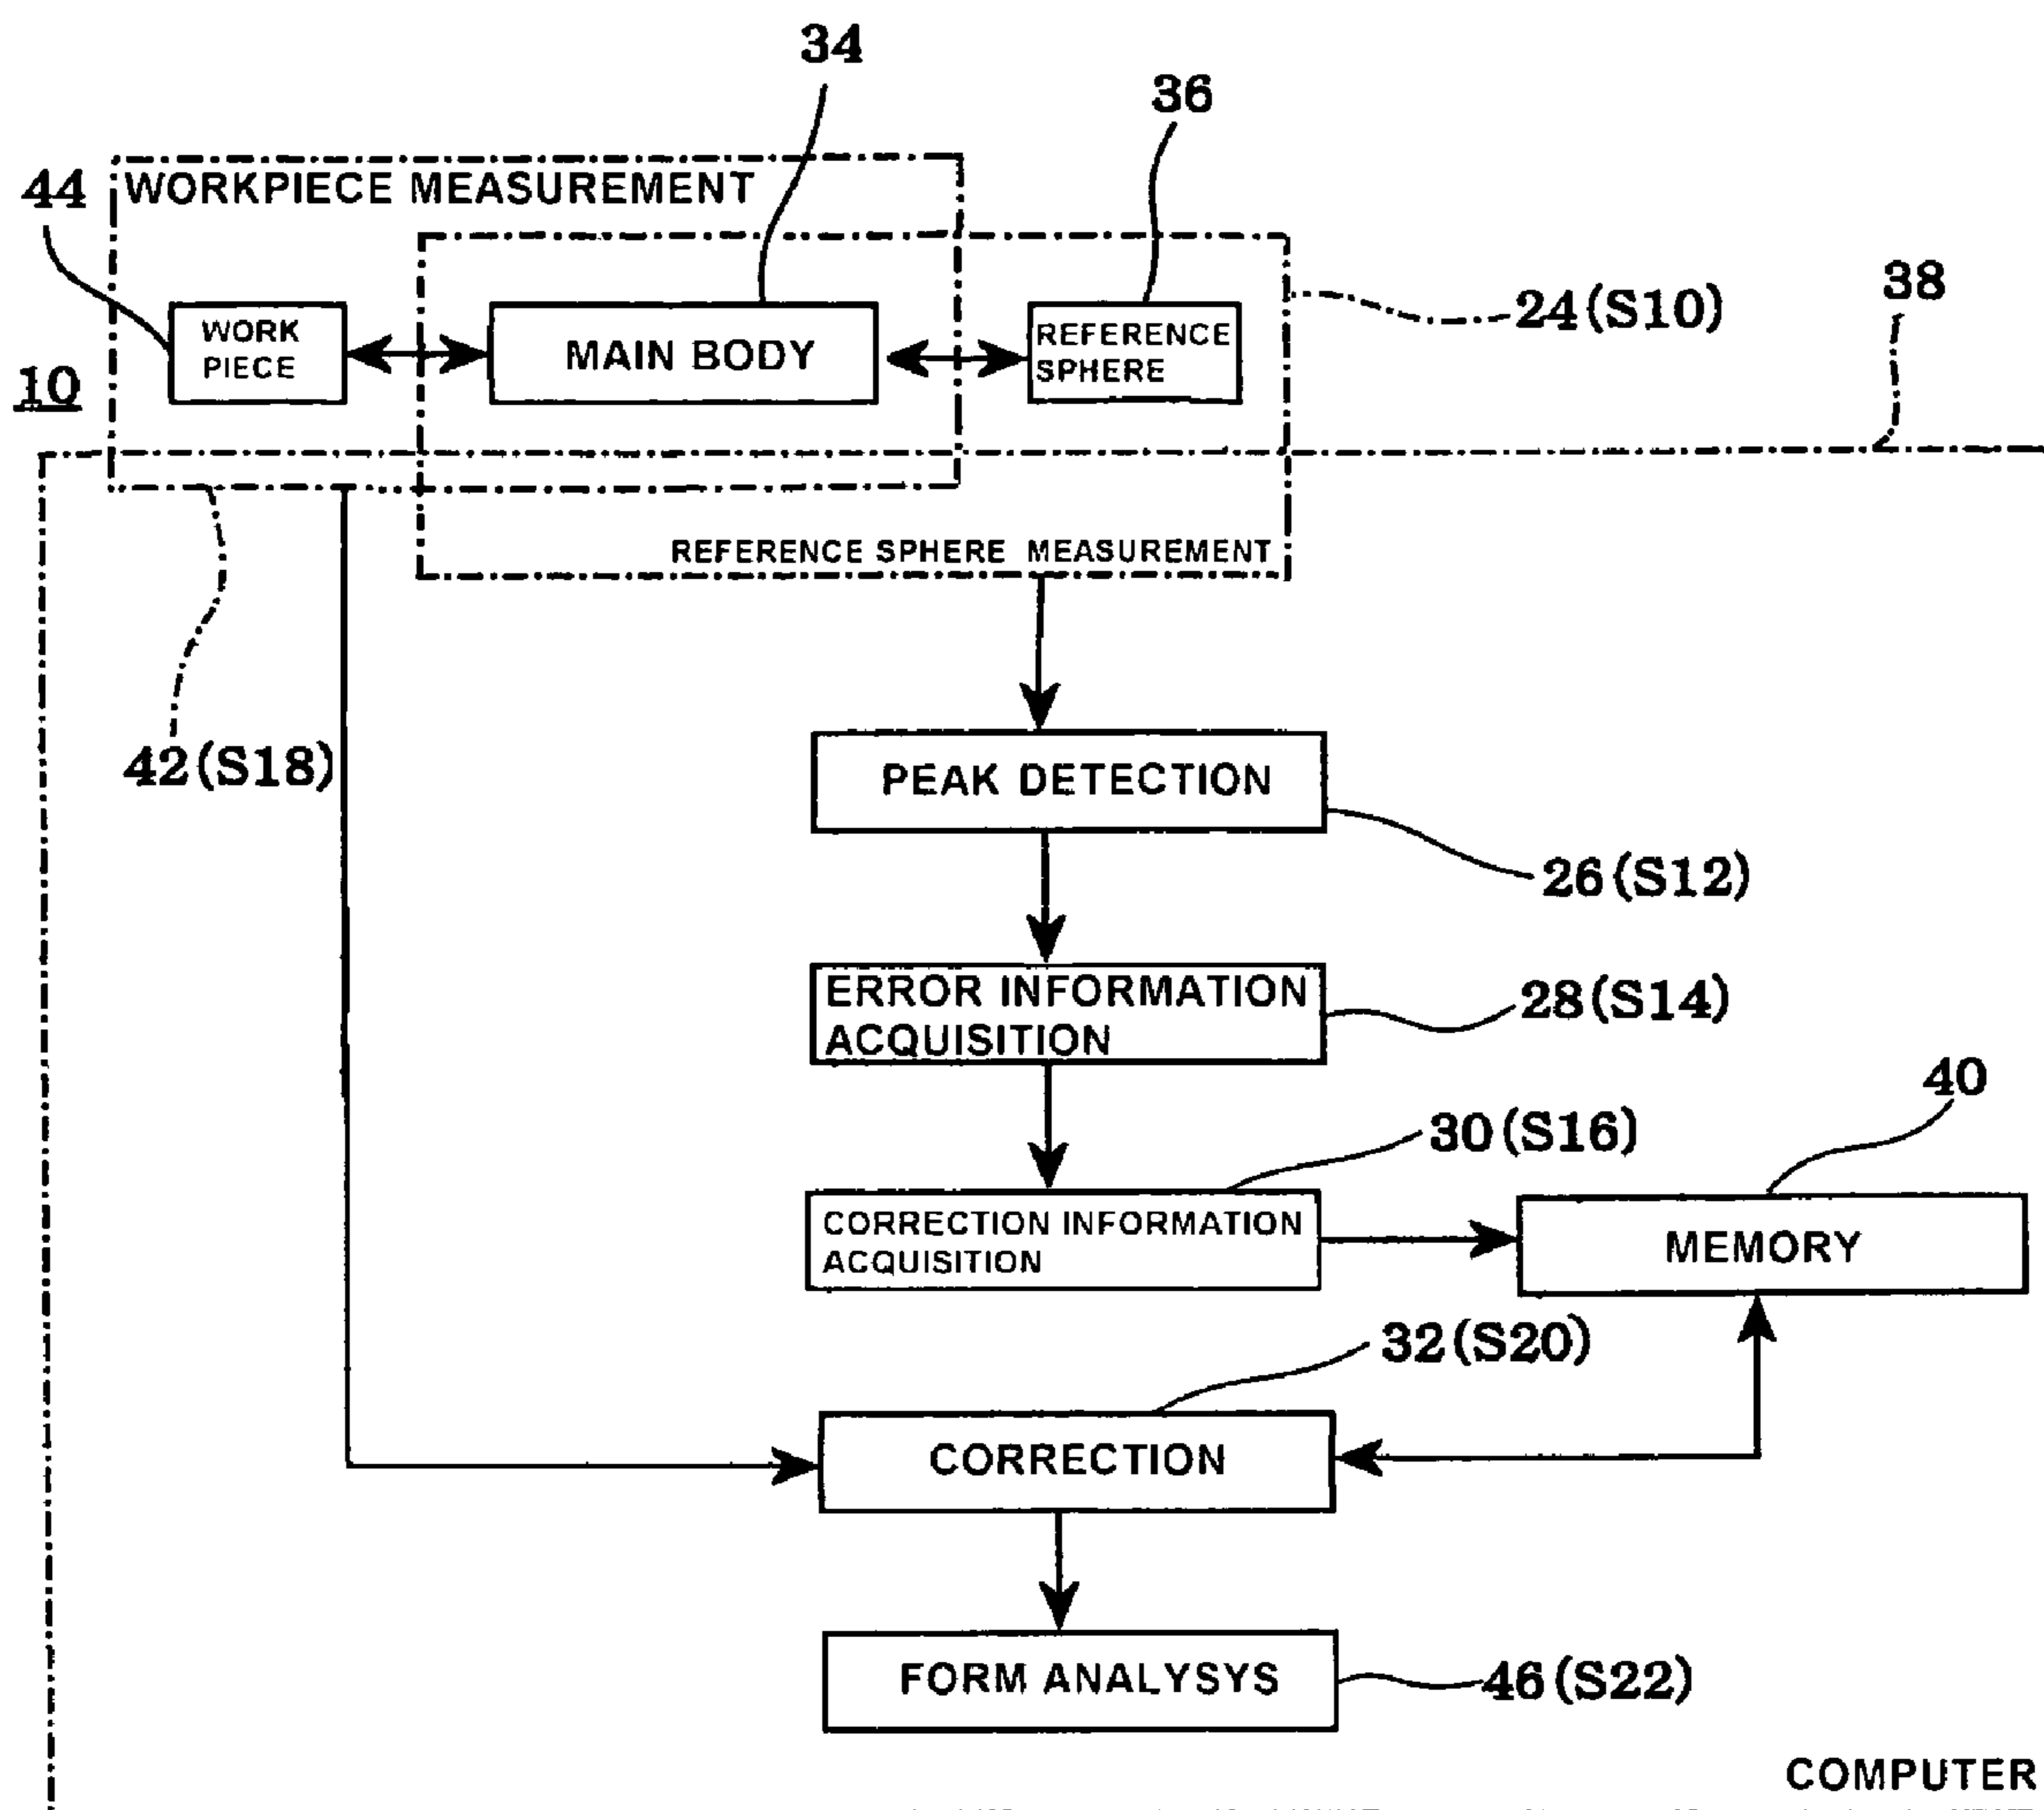 34
36
44
WORKPIECE MEASUREMENT
38
24(S10)
WORK
PIECE
MAIN BODY
REFERENCE
SPHERE
10
REFERENCE SPHERE MEASUREMENT
42(S18)
PEAK DETECTION
26(S12)
ERROR INFORMATION
ACQUISITION
28(S14)
40
30(S16)
CORRECTION INFORMATION
ACQUISITION
MEMORY
32(S20)
CORRECTION
FORM ANALYSYS
46(S22)
COMPUTER